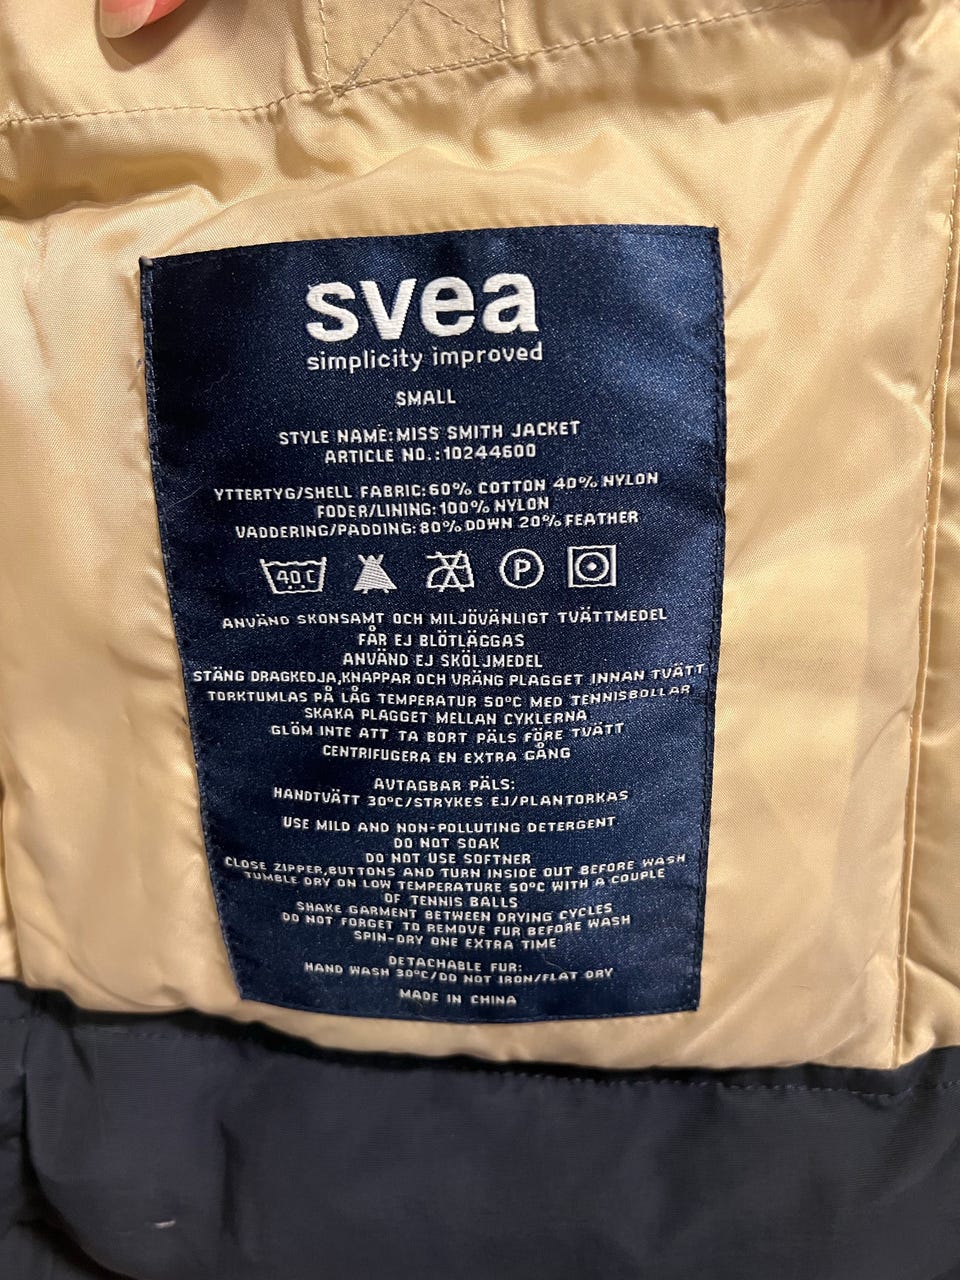 svea
simplicity improved
SMALL
STYLE NAME:MISS SMITH JACKET
ARTICLE NO.:10244600
YTTERTYG/SHELL FABRIC:60% COTTON 40% NYLON
FODER/LINING:100% NYLON
VADDERING/PADDING:80% DOWN 20% FEATHER
40 C P
ANVÄND SKONSAMT OCH MILJÖVÄNLIGT TVÄTTMEDEL
FÅR EJ BLÖTLÄGGAS
ANVÄND EJ SKÖLJMEDEL
STÄNG DRAGKEDJA,KNAPPAR OCH VRÄNG PLAGGET INNAN TVÄTT
TORKTUMLAS PÅ LÅG TEMPERATUR 50°C MED TENNISBOLLAR
SKAKA PLAGGET MELLAN CYKLERNA
GLÖM INTE ATT TA BORT PÄLS FÖRE TVÄTT
CENTRIFUGERA EN EXTRA GÅNG
AVTAGBAR PÄLS:
HANDTVÄTT 30°C/STRYKES EJ/PLANTORKAS
USE MILD AND NON-POLLUTING DETERGENT
DO NOT SOAK
DO NOT USE SOFTNER
CLOSE ZIPPER,BUTTONS AND TURN INSIDE OUT BEFORE WASH
TUMBLE DRY ON LOW TEMPERATURE 50°C WITH A COUPLE
OF TENNIS BALLS
SHAKE GARMENT BETWEEN DRYING CYCLES
DO NOT FORGET TO REMOVE FUR BEFORE WASH
SPIN-DRY ONE EXTRA TIME
DETACHABLE FUR:
HAND WASH 30°C/DO NOT IRON/FLAT DRY
MADE IN CHINA